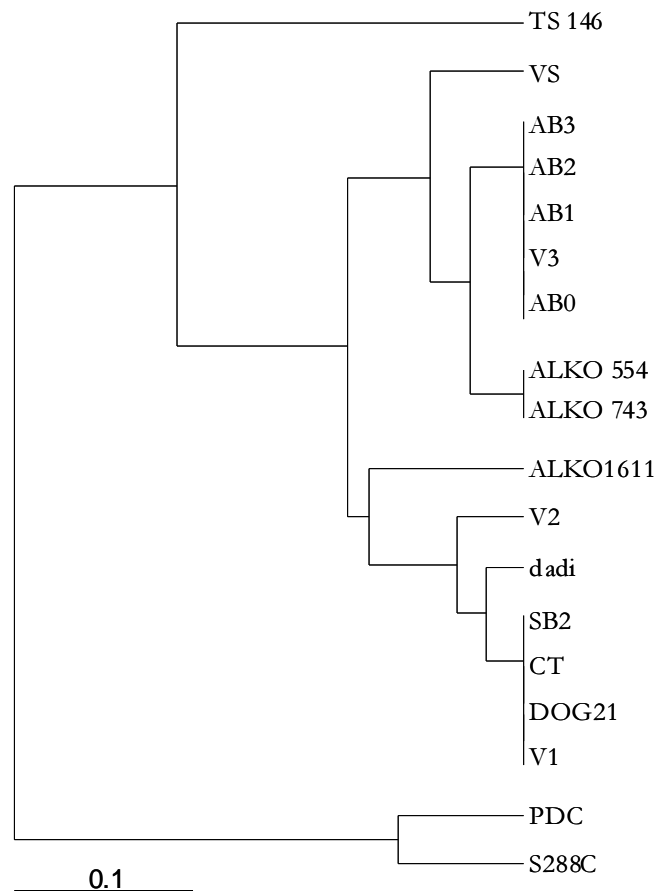 TS 146
VS
AB3
AB2
AB1
V3
AB0
ALKO 554
ALKO 743
ALKO1611
V2
dadi
SB2
CT
DOG21
V1
PDC
S288C
0.1